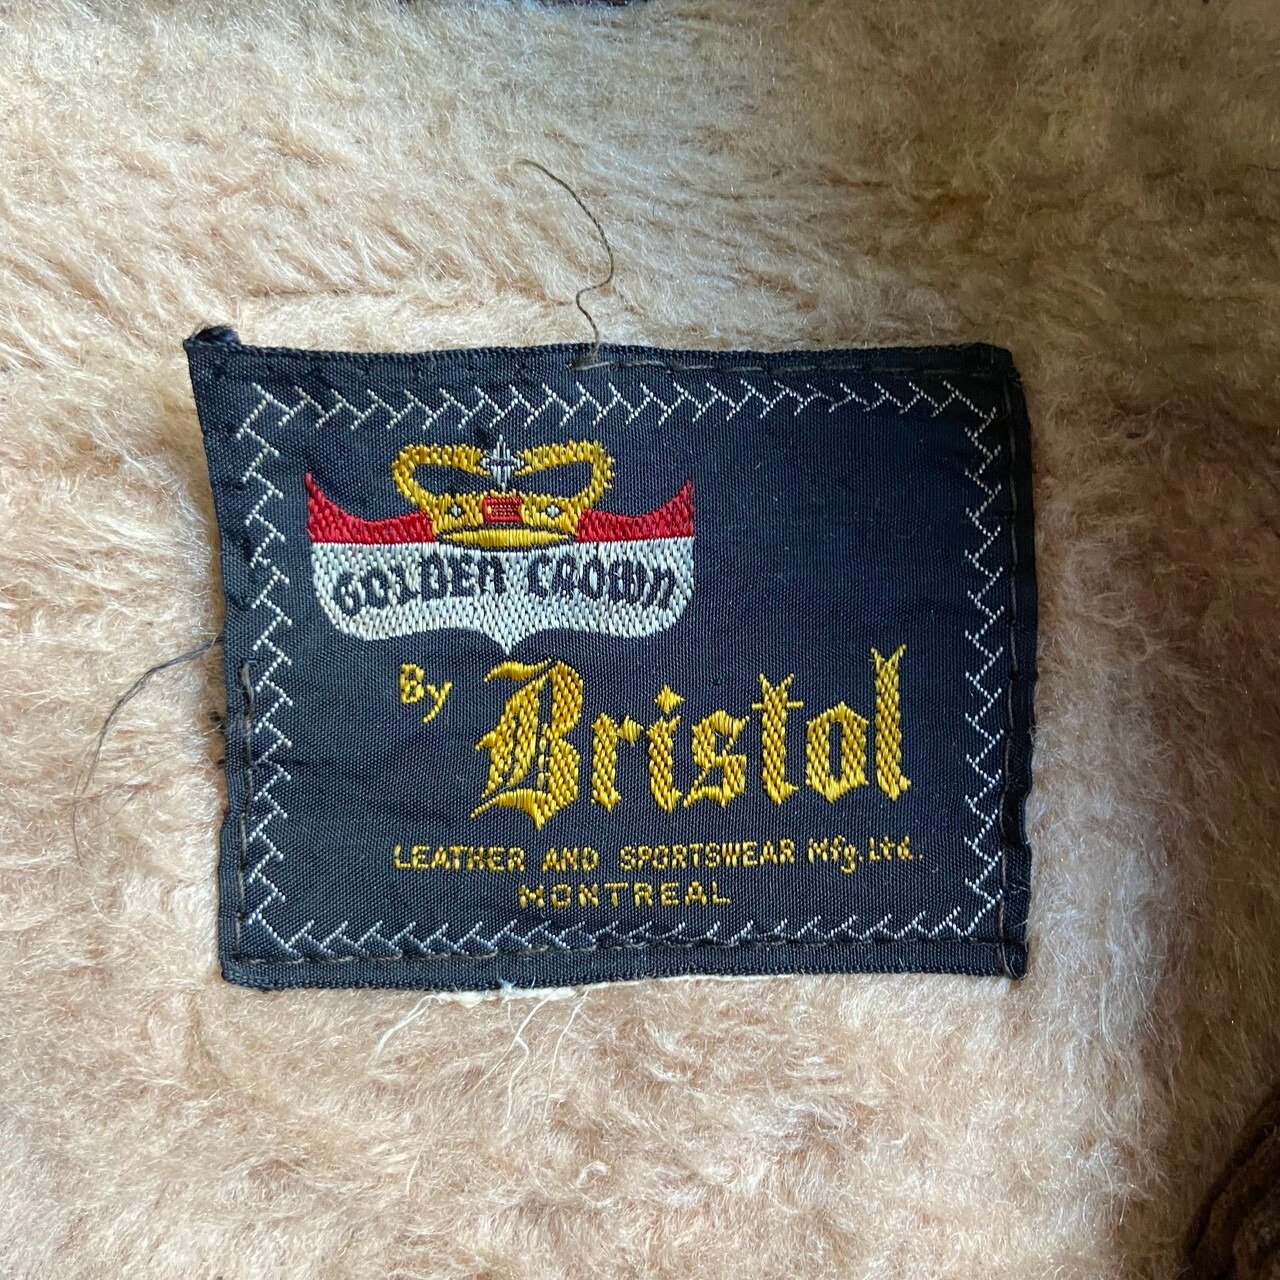 GOLDEN CROWN
By Bristol
LEATHER AND SPORTSWEAR Mfg. Ltd.
MONTREAL